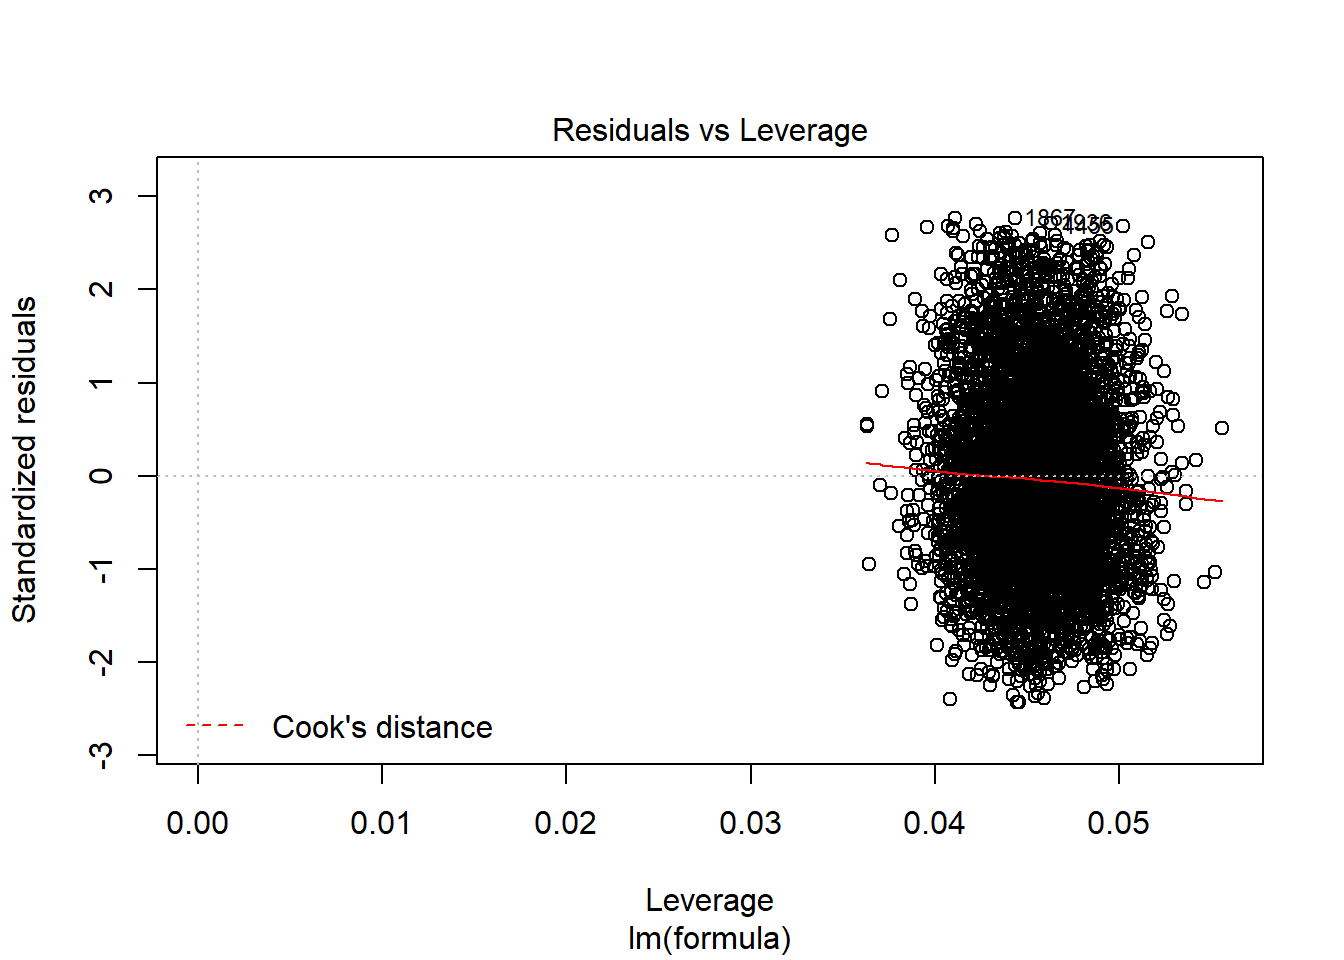 Residuals vs Leverage
Standardized residuals
3
2
1
0
-1
-2
-3
1867
Cook's distance
0.00 0.01 0.02 0.03 0.04 0.05
Leverage
lm(formula)